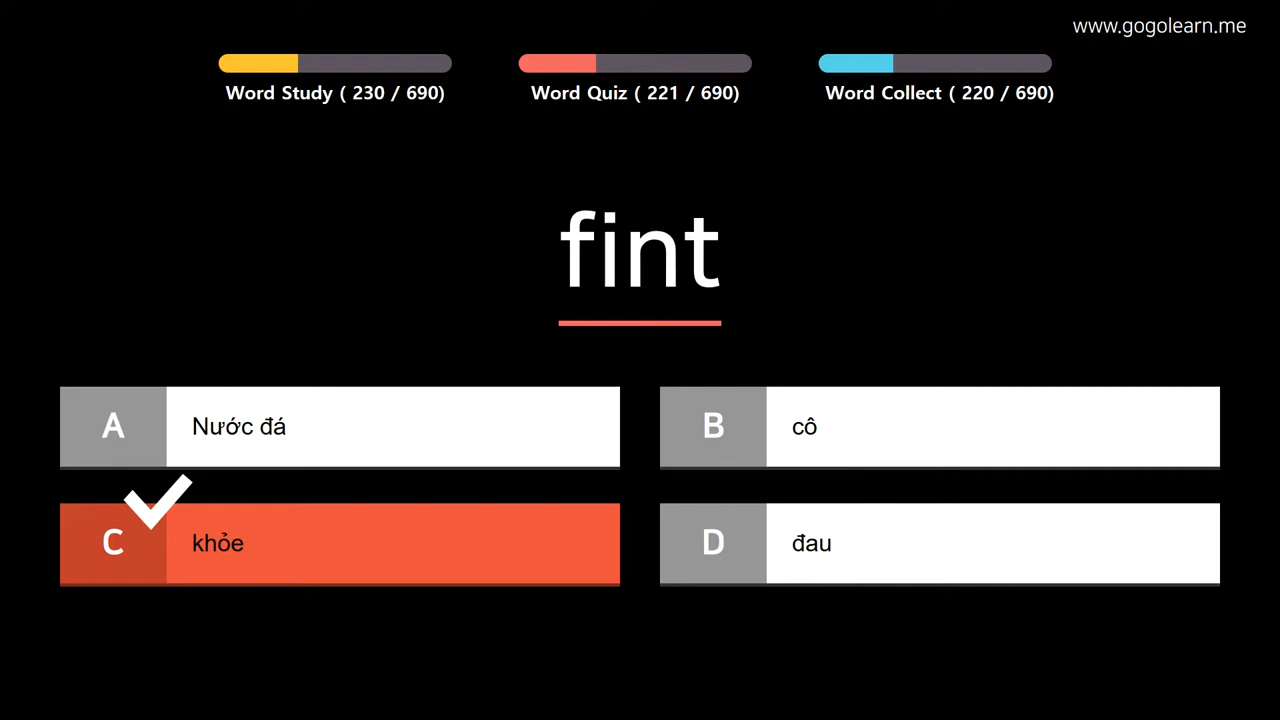 www.gogolearn.me
Word Study ( 230 / 690)
Word Quiz ( 221 / 690)
Word Collect ( 220 / 690)
fint
A Nước đá
B cô
C khỏe
D đau